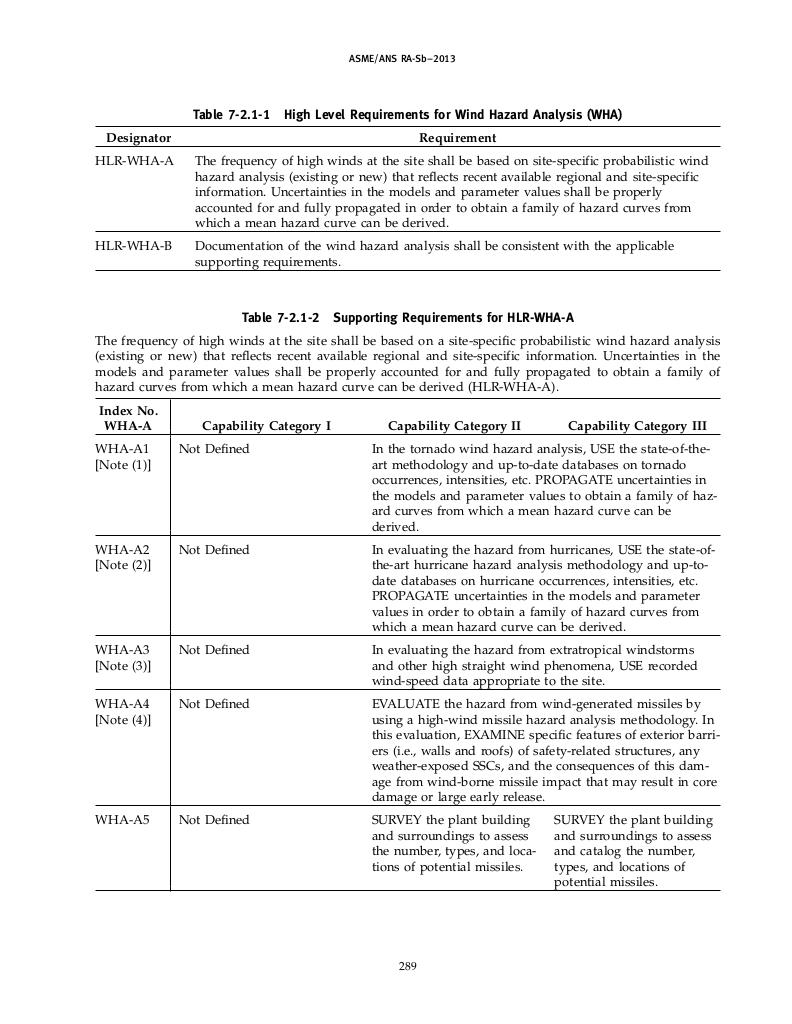 ASME/ANS RA-Sb–2013
Table 7-2.1-1 High Level Requirements for Wind Hazard Analysis (WHA)
Designator Requirement
HLR-WHA-A The frequency of high winds at the site shall be based on site-specific probabilistic wind
hazard analysis (existing or new) that reflects recent available regional and site-specific
information. Uncertainties in the models and parameter values shall be properly
accounted for and fully propagated in order to obtain a family of hazard curves from
which a mean hazard curve can be derived.
HLR-WHA-B Documentation of the wind hazard analysis shall be consistent with the applicable
supporting requirements.
Table 7-2.1-2 Supporting Requirements for HLR-WHA-A
The frequency of high winds at the site shall be based on a site-specific probabilistic wind hazard analysis
(existing or new) that reflects recent available regional and site-specific information. Uncertainties in the
models and parameter values shall be properly accounted for and fully propagated to obtain a family of
hazard curves from which a mean hazard curve can be derived (HLR-WHA-A).
Index No.
WHA-A Capability Category I Capability Category II Capability Category III
WHA-A1 Not Defined In the tornado wind hazard analysis, USE the state-of-the-
[Note (1)] art methodology and up-to-date databases on tornado
occurrences, intensities, etc. PROPAGATE uncertainties in
the models and parameter values to obtain a family of haz-
ard curves from which a mean hazard curve can be
derived.
WHA-A2 Not Defined In evaluating the hazard from hurricanes, USE the state-of-
[Note (2)] the-art hurricane hazard analysis methodology and up-to-
date databases on hurricane occurrences, intensities, etc.
PROPAGATE uncertainties in the models and parameter
values in order to obtain a family of hazard curves from
which a mean hazard curve can be derived.
WHA-A3 Not Defined In evaluating the hazard from extratropical windstorms
[Note (3)] and other high straight wind phenomena, USE recorded
wind-speed data appropriate to the site.
WHA-A4 Not Defined EVALUATE the hazard from wind-generated missiles by
[Note (4)] using a high-wind missile hazard analysis methodology. In
this evaluation, EXAMINE specific features of exterior barri-
ers (i.e., walls and roofs) of safety-related structures, any
weather-exposed SSCs, and the consequences of this dam-
age from wind-borne missile impact that may result in core
damage or large early release.
WHA-A5 Not Defined SURVEY the plant building SURVEY the plant building
and surroundings to assess and surroundings to assess
the number, types, and loca- and catalog the number,
tions of potential missiles. types, and locations of
potential missiles.
289